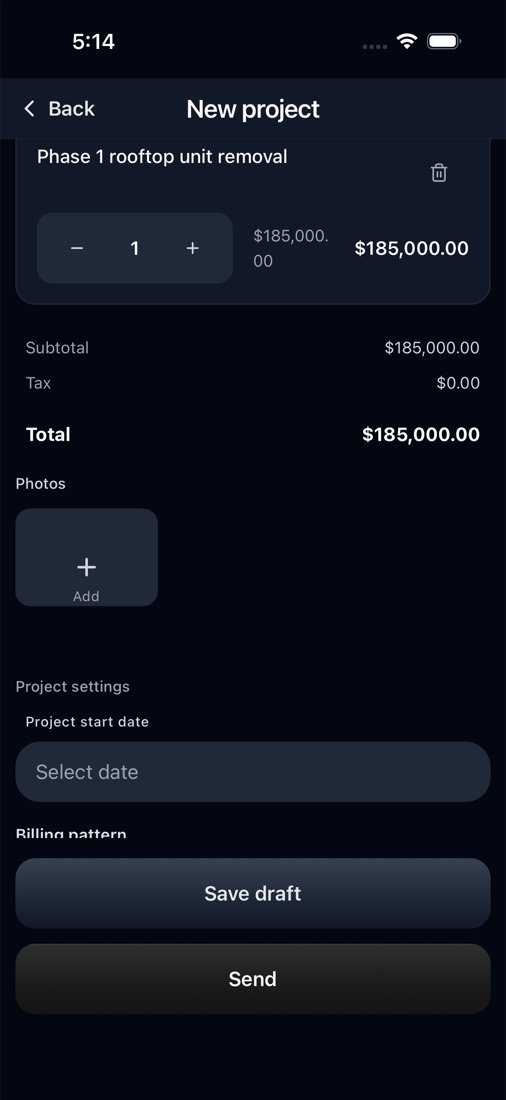 5:14
Back
New project
Phase 1 rooftop unit removal
− 1 +
$185,000.
00
$185,000.00
Subtotal $185,000.00
Tax $0.00
Total $185,000.00
Photos
+
Add
Project settings
Project start date
Select date
Billing pattern
Save draft
Send